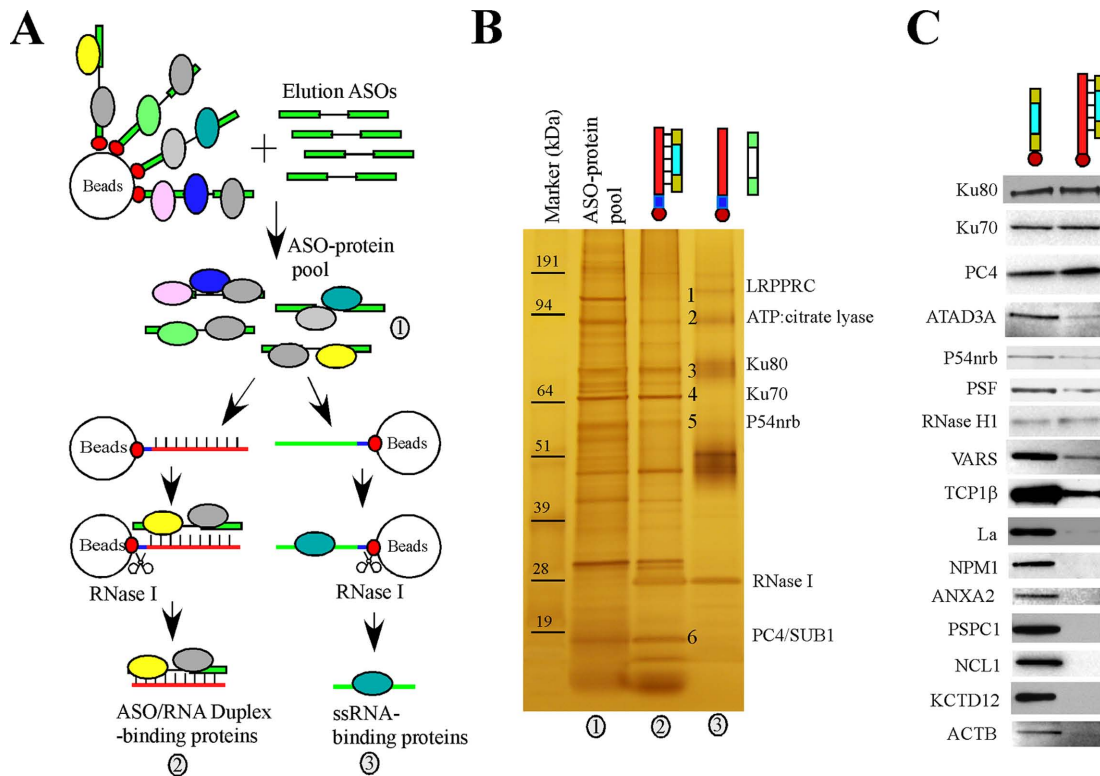 A
Elution ASOs
Beads
ASO-protein
pool
1
Beads
Beads
Beads
Beads
RNase I
RNase I
ASO/RNA Duplex
-binding proteins
2
ssRNA-
binding proteins
3
B
Marker (kDa)
ASO-protein
pool
191
94
64
51
39
28
19
1
2
3
4
5
6
LRPPRC
ATP:citrate lyase
Ku80
Ku70
P54nrb
RNase I
PC4/SUB1
1
2
3
C
Ku80
Ku70
PC4
ATAD3A
P54nrb
PSF
RNase H1
VARS
TCP1β
La
NPM1
ANXA2
PSPC1
NCL1
KCTD12
ACTB